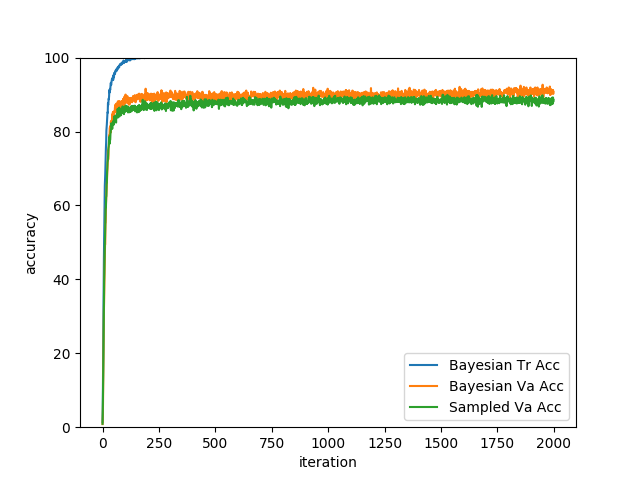 100
80
60
40
20
0
accuracy
Bayesian Tr Acc
Bayesian Va Acc
Sampled Va Acc
0 250 500 750 1000 1250 1500 1750 2000
iteration